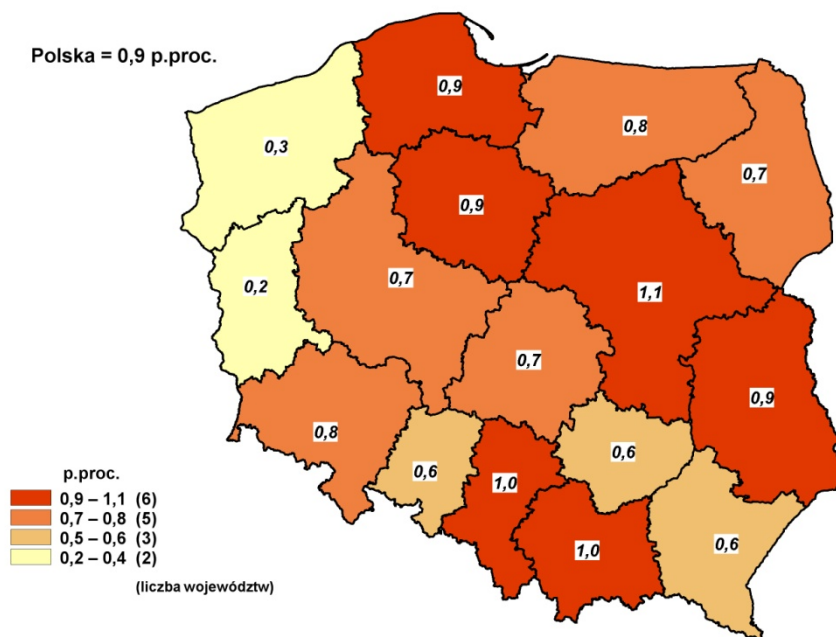 Polska = 0,9 p.proc.
0,9
0,8
0,3
0,7
0,9
0,2
0,7
1,1
0,7
0,9
0,8
0,6
0,6
1,0
0,6
1,0
p.proc.
0,9 – 1,1 (6)
0,7 – 0,8 (5)
0,5 – 0,6 (3)
0,2 – 0,4 (2)
(liczba województw)